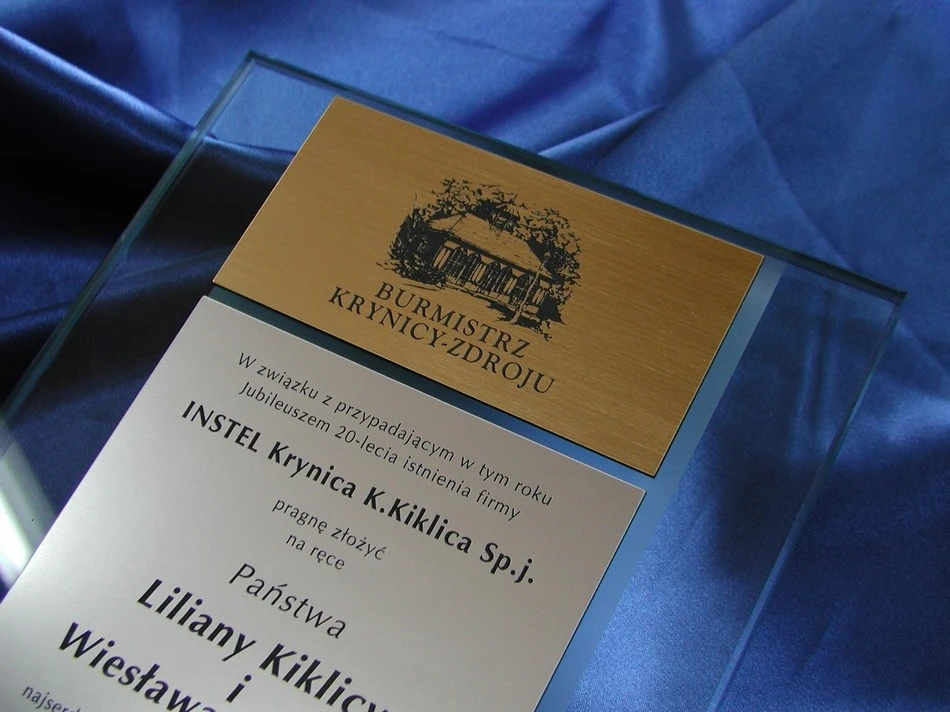 BURMISTRZ
KRYNICY-ZDROJU
W związku z przypadającym w tym roku
Jubileuszem 20-lecia istnienia firmy
INSTEL Krynica K.Kiklica Sp.j.
pragnę złożyć
na ręce
Państwa
Liliany Kiklicy
i